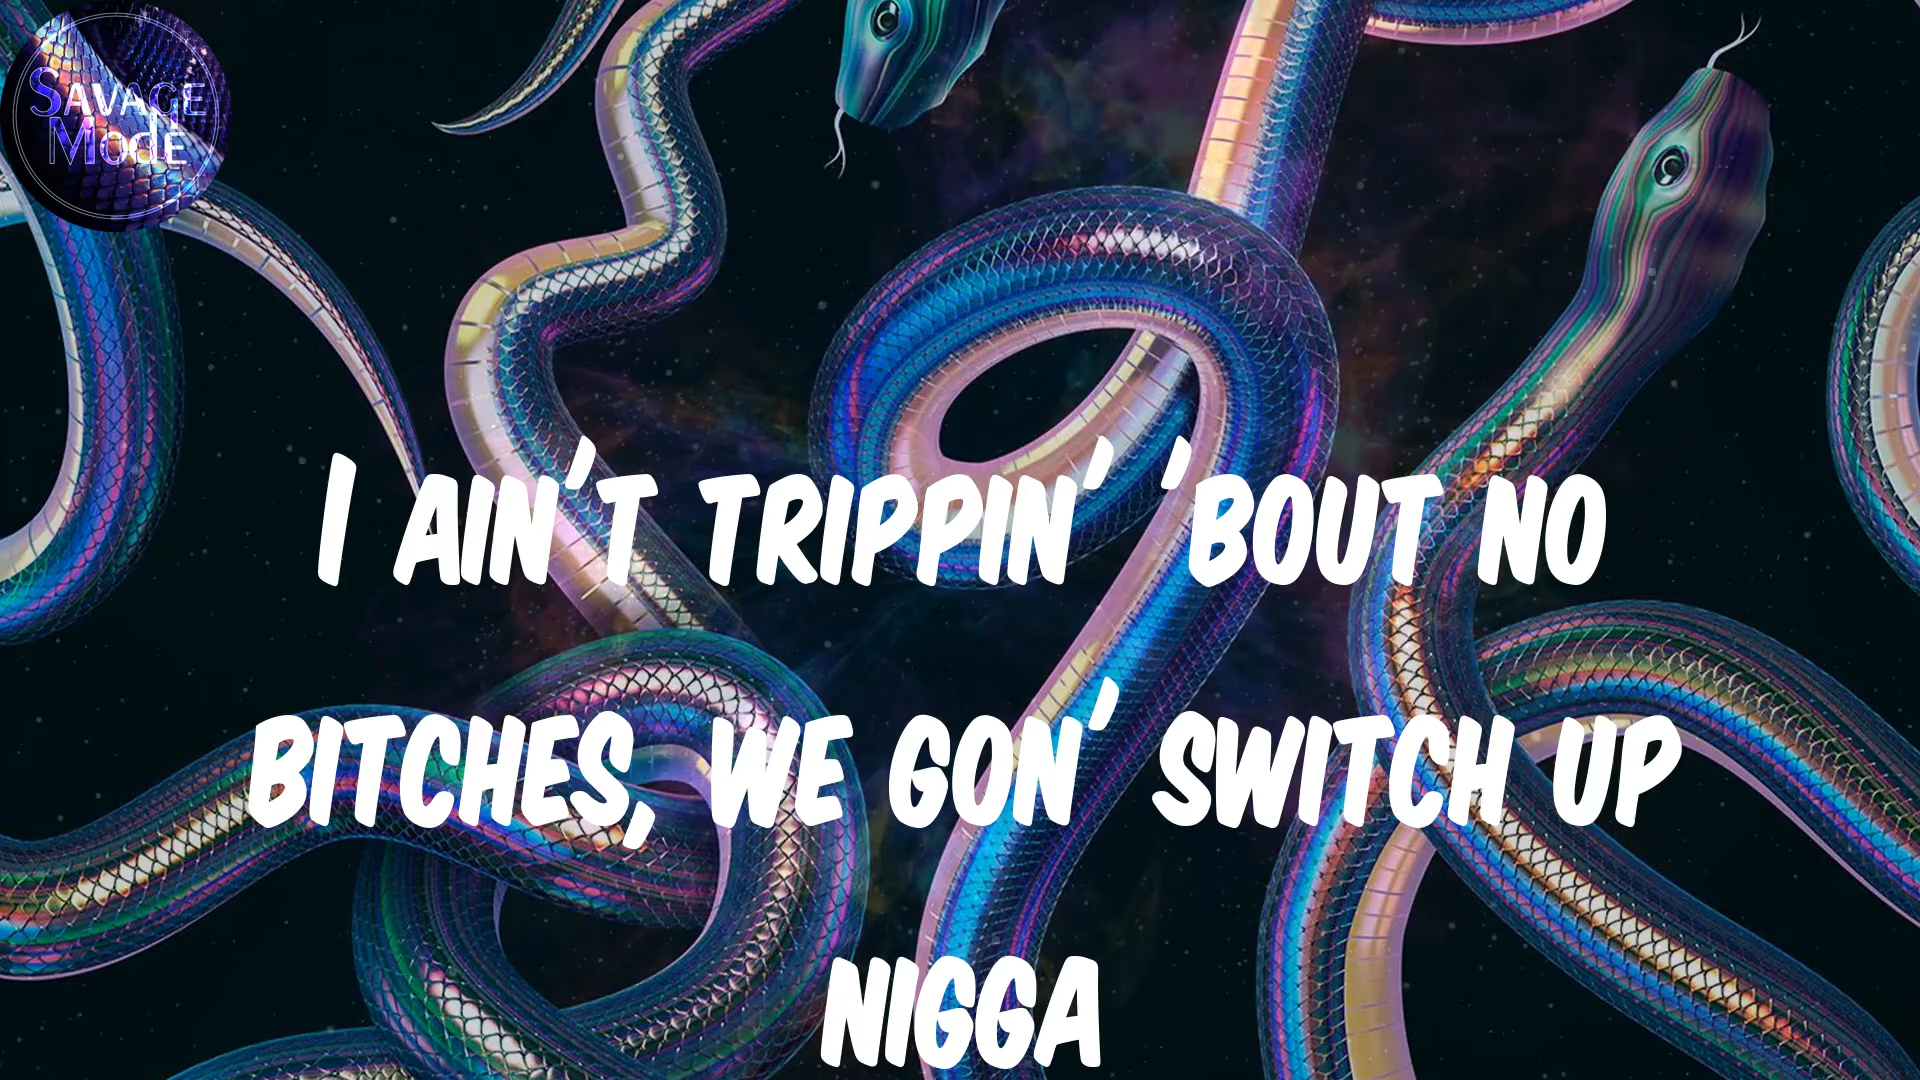 SAVAGE
MODE
I AIN'T TRIPPIN' 'BOUT NO
BITCHES, WE GON' SWITCH UP
NIGGA